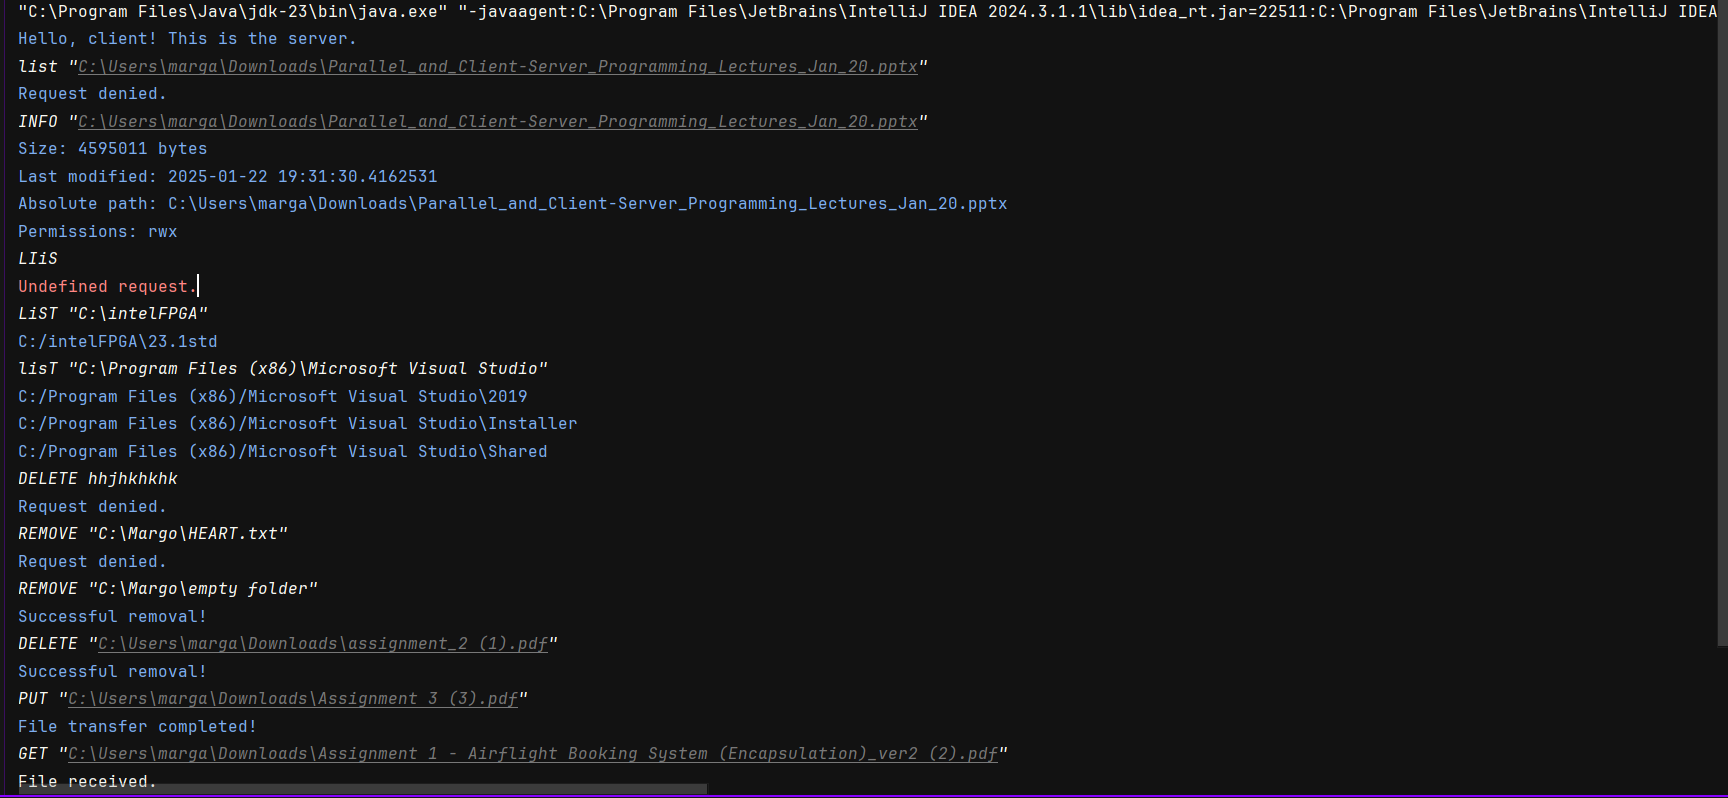 "C:\Program Files\Java\jdk-23\bin\java.exe" "-javaagent:C:\Program Files\JetBrains\IntelliJ IDEA 2024.3.1.1\lib\idea_rt.jar=22511:C:\Program Files\JetBrains\IntelliJ IDEA
Hello, client! This is the server.
list "C:\Users\marga\Downloads\Parallel_and_Client-Server_Programming_Lectures_Jan_20.pptx"
Request denied.
INFO "C:\Users\marga\Downloads\Parallel_and_Client-Server_Programming_Lectures_Jan_20.pptx"
Size: 4595011 bytes
Last modified: 2025-01-22 19:31:30.4162531
Absolute path: C:\Users\marga\Downloads\Parallel_and_Client-Server_Programming_Lectures_Jan_20.pptx
Permissions: rwx
LIiS
Undefined request.
LiST "C:\intelFPGA"
C:/intelFPGA\23.1std
lisT "C:\Program Files (x86)\Microsoft Visual Studio"
C:/Program Files (x86)/Microsoft Visual Studio\2019
C:/Program Files (x86)/Microsoft Visual Studio\Installer
C:/Program Files (x86)/Microsoft Visual Studio\Shared
DELETE hhjhkhkhk
Request denied.
REMOVE "C:\Margo\HEART.txt"
Request denied.
REMOVE "C:\Margo\empty folder"
Successful removal!
DELETE "C:\Users\marga\Downloads\assignment_2 (1).pdf"
Successful removal!
PUT "C:\Users\marga\Downloads\Assignment 3 (3).pdf"
File transfer completed!
GET "C:\Users\marga\Downloads\Assignment 1 - Airflight Booking System (Encapsulation)_ver2 (2).pdf"
File received.